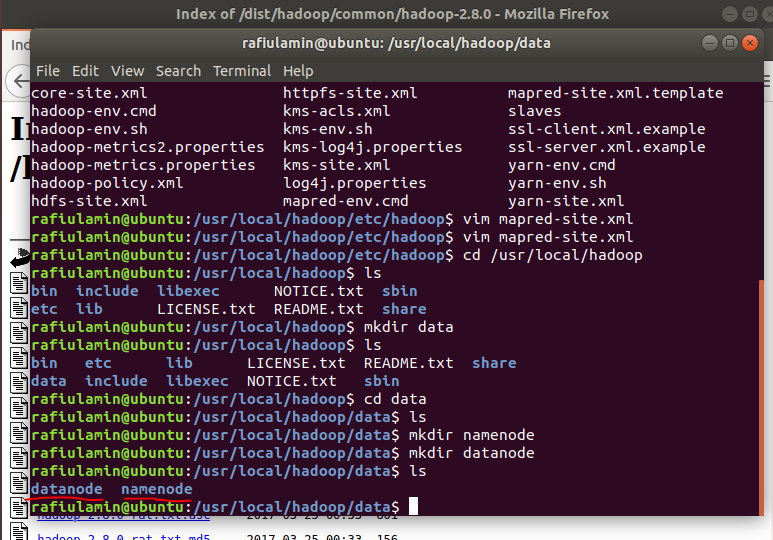 Index of /dist/hadoop/common/hadoop-2.8.0 - Mozilla Firefox
rafiulamin@ubuntu: /usr/local/hadoop/data
File Edit View Search Terminal Help
core-site.xml httpfs-site.xml mapred-site.xml.template
hadoop-env.cmd kms-acls.xml slaves
hadoop-env.sh kms-env.sh ssl-client.xml.example
hadoop-metrics2.properties kms-log4j.properties ssl-server.xml.example
hadoop-metrics.properties kms-site.xml yarn-env.cmd
hadoop-policy.xml log4j.properties yarn-env.sh
hdfs-site.xml mapred-env.cmd yarn-site.xml
rafiulamin@ubuntu:/usr/local/hadoop/etc/hadoop$ vim mapred-site.xml
rafiulamin@ubuntu:/usr/local/hadoop/etc/hadoop$ vim mapred-site.xml
rafiulamin@ubuntu:/usr/local/hadoop/etc/hadoop$ cd /usr/local/hadoop
rafiulamin@ubuntu:/usr/local/hadoop$ ls
bin include libexec NOTICE.txt sbin
etc lib LICENSE.txt README.txt share
rafiulamin@ubuntu:/usr/local/hadoop$ mkdir data
rafiulamin@ubuntu:/usr/local/hadoop$ ls
bin etc lib LICENSE.txt README.txt share
data include libexec NOTICE.txt sbin
rafiulamin@ubuntu:/usr/local/hadoop$ cd data
rafiulamin@ubuntu:/usr/local/hadoop/data$ ls
rafiulamin@ubuntu:/usr/local/hadoop/data$ mkdir namenode
rafiulamin@ubuntu:/usr/local/hadoop/data$ mkdir datanode
rafiulamin@ubuntu:/usr/local/hadoop/data$ ls
datanode namenode
rafiulamin@ubuntu:/usr/local/hadoop/data$
hadoop-2.8.0-rat.txt.asc 2017-03-25 00:33 801
hadoop-2.8.0-rat.txt.md5 2017-03-25 00:33 156